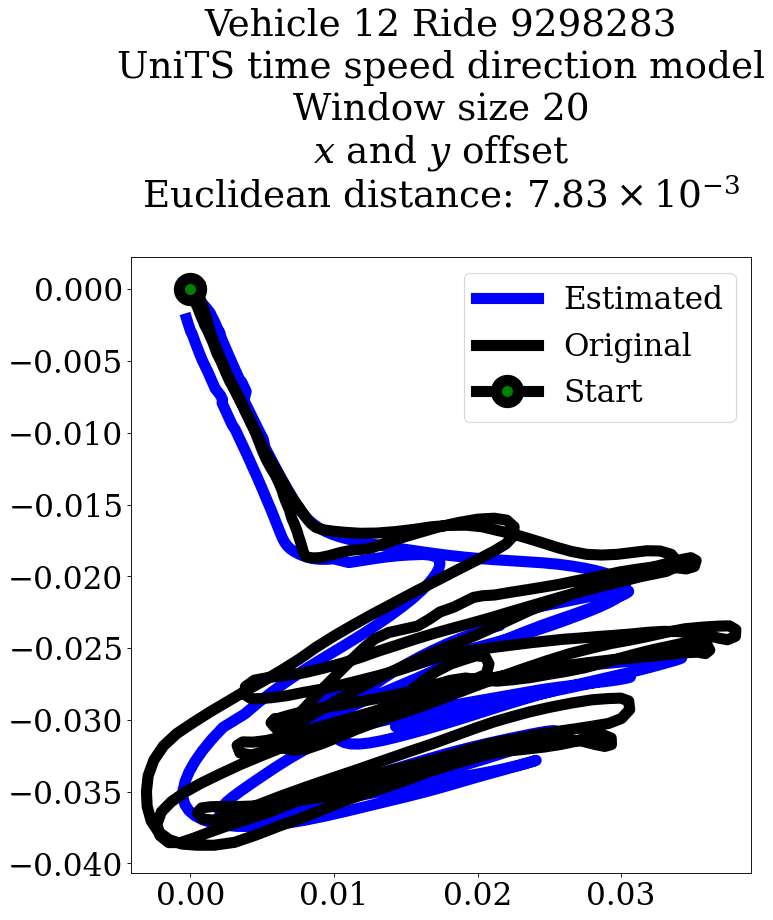 Vehicle 12 Ride 9298283
UniTS time speed direction model
Window size 20
x and y offset
Euclidean distance: 7.83 × 10⁻³
Estimated
Original
Start
0.000
−0.005
−0.010
−0.015
−0.020
−0.025
−0.030
−0.035
−0.040
0.00 0.01 0.02 0.03